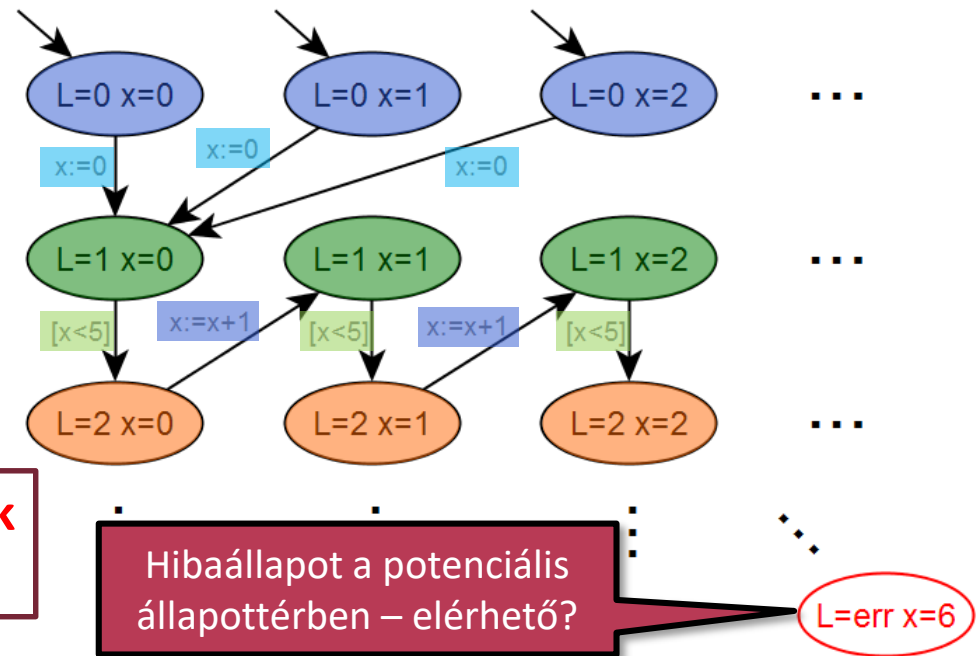 L=0 x=0 L=0 x=1 L=0 x=2 ...
x:=0 x:=0 x:=0
L=1 x=0 L=1 x=1 L=1 x=2 ...
[x<5] x:=x+1 [x<5] x:=x+1 [x<5]
L=2 x=0 L=2 x=1 L=2 x=2 ...
Hibaállapot a potenciális
állapottérben – elérhető?
L=err x=6